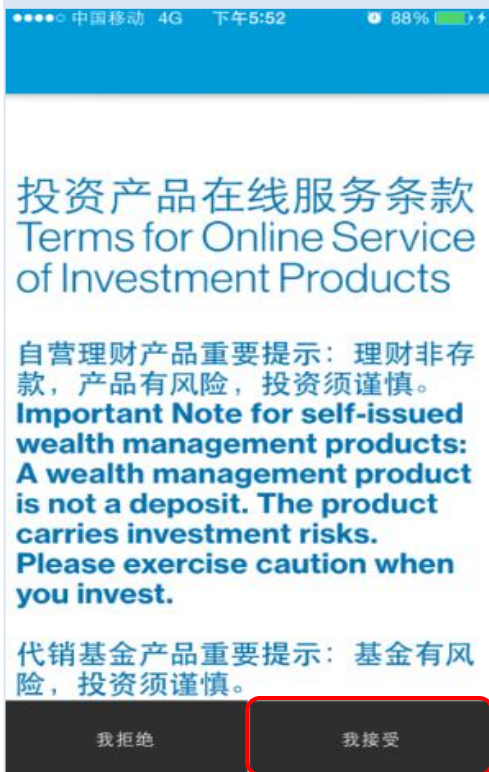 中国移动 4G 下午5:52 88%
投资产品在线服务条款
Terms for Online Service
of Investment Products
自营理财产品重要提示：理财非存
款，产品有风险，投资须谨慎。
Important Note for self-issued
wealth management products:
A wealth management product
is not a deposit. The product
carries investment risks.
Please exercise caution when
you invest.
代销基金产品重要提示：基金有风
险，投资须谨慎。
我拒绝 我接受